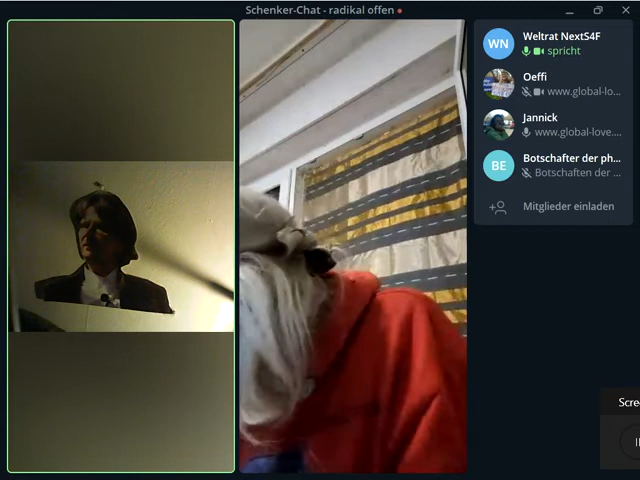 Schenker-Chat - radikal offen
WN
Weltrat NextS4F
spricht
Oeffi
www.global-lo...
Jannick
www.global-love....
BE
Botschafter der ph...
Botschaften der ...
Mitglieder einladen
Scre